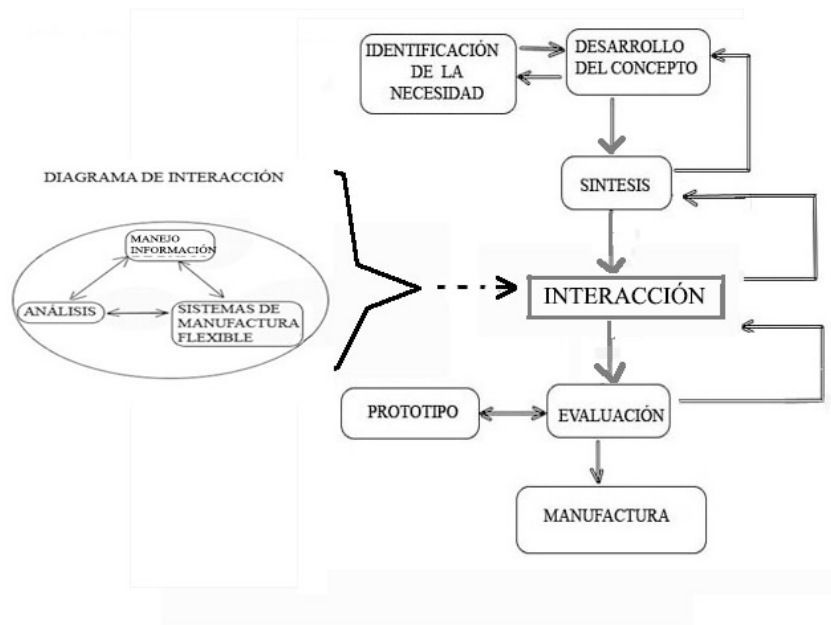 IDENTIFICACIÓN
DE LA
NECESIDAD
DESARROLLO
DEL CONCEPTO
SINTESIS
DIAGRAMA DE INTERACCIÓN
MANEJO
INFORMACIÓN
ANÁLISIS
SISTEMAS DE
MANUFACTURA
FLEXIBLE
INTERACCIÓN
PROTOTIPO
EVALUACIÓN
MANUFACTURA